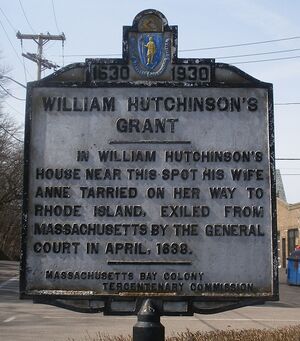 1630 1930
WILLIAM HUTCHINSON'S
GRANT
IN WILLIAM HUTCHINSON'S
HOUSE NEAR THIS SPOT HIS WIFE
ANNE TARRIED ON HER WAY TO
RHODE ISLAND, EXILED FROM
MASSACHUSETTS BY THE GENERAL
COURT IN APRIL, 1638.
MASSACHUSETTS BAY COLONY
TERCENTENARY COMMISSION.